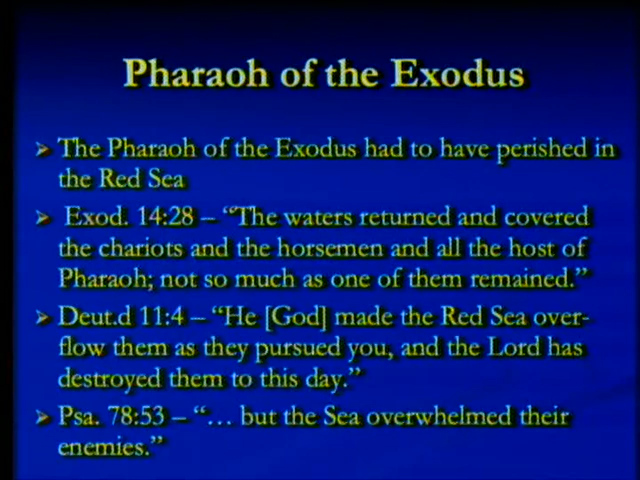 Pharaoh of the Exodus
➢ The Pharaoh of the Exodus had to have perished in
the Red Sea
➢ Exod. 14:28 – “The waters returned and covered
the chariots and the horsemen and all the host of
Pharaoh; not so much as one of them remained.”
➢ Deut.d 11:4 – “He [God] made the Red Sea over-
flow them as they pursued you, and the Lord has
destroyed them to this day.”
➢ Psa. 78:53 – “… but the Sea overwhelmed their
enemies.”